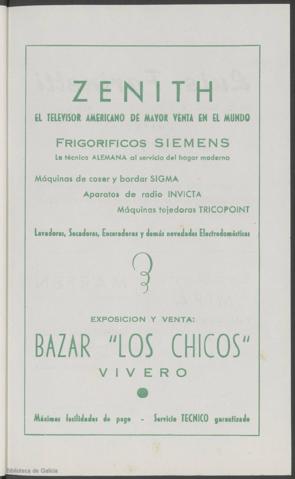 ZENITH
EL TELEVISOR AMERICANO DE MAYOR VENTA EN EL MUNDO
FRIGORIFICOS SIEMENS
La técnica ALEMANA al servicio del hogar moderno
Máquinas de coser y bordar SIGMA
Aparatos de radio INVICTA
Máquinas tejedoras TRICOPOINT
Lavadoras, Secadoras, Enceradoras y demás novedades Electrodomésticas
EXPOSICION Y VENTA:
BAZAR "LOS CHICOS"
VIVERO
Máximas facilidades de pago - Servicio TECNICO garantizado
Biblioteca de Galicia